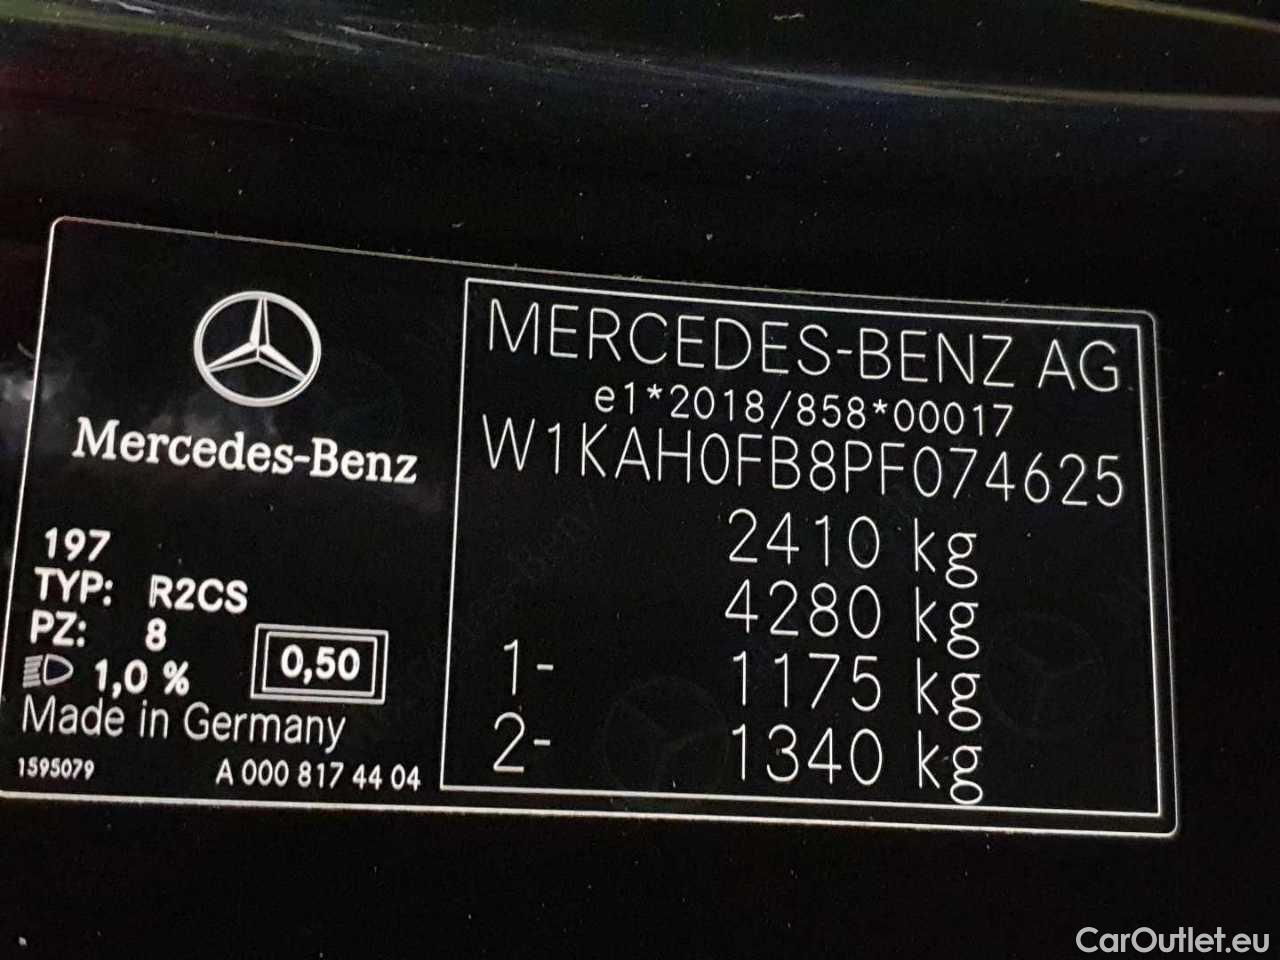 Mercedes-Benz
197
TYP: R2CS
PZ: 8
1,0 %
0,50
Made in Germany
1595079 A 000 817 44 04
MERCEDES-BENZ AG
e1*2018/858*00017
W1KAH0FB8PF074625
2410 kg
4280 kg
1- 1175 kg
2- 1340 kg
CarOutlet.eu